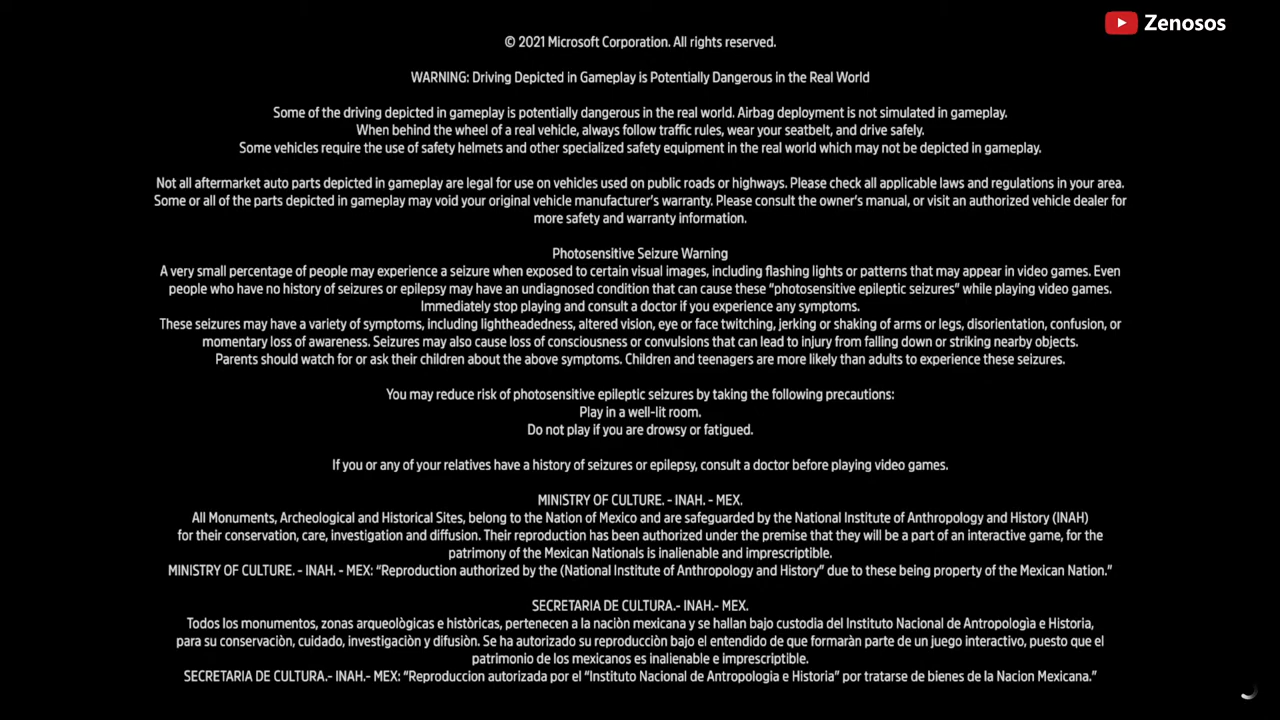 Zenosos
© 2021 Microsoft Corporation. All rights reserved.
WARNING: Driving Depicted in Gameplay is Potentially Dangerous in the Real World
Some of the driving depicted in gameplay is potentially dangerous in the real world. Airbag deployment is not simulated in gameplay.
When behind the wheel of a real vehicle, always follow traffic rules, wear your seatbelt, and drive safely.
Some vehicles require the use of safety helmets and other specialized safety equipment in the real world which may not be depicted in gameplay.
Not all aftermarket auto parts depicted in gameplay are legal for use on vehicles used on public roads or highways. Please check all applicable laws and regulations in your area.
Some or all of the parts depicted in gameplay may void your original vehicle manufacturer's warranty. Please consult the owner's manual, or visit an authorized vehicle dealer for
more safety and warranty information.
Photosensitive Seizure Warning
A very small percentage of people may experience a seizure when exposed to certain visual images, including flashing lights or patterns that may appear in video games. Even
people who have no history of seizures or epilepsy may have an undiagnosed condition that can cause these “photosensitive epileptic seizures” while playing video games.
Immediately stop playing and consult a doctor if you experience any symptoms.
These seizures may have a variety of symptoms, including lightheadedness, altered vision, eye or face twitching, jerking or shaking of arms or legs, disorientation, confusion, or
momentary loss of awareness. Seizures may also cause loss of consciousness or convulsions that can lead to injury from falling down or striking nearby objects.
Parents should watch for or ask their children about the above symptoms. Children and teenagers are more likely than adults to experience these seizures.
You may reduce risk of photosensitive epileptic seizures by taking the following precautions:
Play in a well-lit room.
Do not play if you are drowsy or fatigued.
If you or any of your relatives have a history of seizures or epilepsy, consult a doctor before playing video games.
MINISTRY OF CULTURE. - INAH. - MEX.
All Monuments, Archeological and Historical Sites, belong to the Nation of Mexico and are safeguarded by the National Institute of Anthropology and History (INAH)
for their conservation, care, investigation and diffusion. Their reproduction has been authorized under the premise that they will be a part of an interactive game, for the
patrimony of the Mexican Nationals is inalienable and imprescriptible.
MINISTRY OF CULTURE. - INAH. - MEX: “Reproduction authorized by the (National Institute of Anthropology and History” due to these being property of the Mexican Nation.”
SECRETARIA DE CULTURA.- INAH.- MEX.
Todos los monumentos, zonas arqueològicas e històricas, pertenecen a la naciòn mexicana y se hallan bajo custodia del Instituto Nacional de Antropologìa e Historia,
para su conservaciòn, cuidado, investigaciòn y difusiòn. Se ha autorizado su reproducciòn bajo el entendido de que formaràn parte de un juego interactivo, puesto que el
patrimonio de los mexicanos es inalienable e imprescriptible.
SECRETARIA DE CULTURA.- INAH.- MEX: “Reproduccion autorizada por el “Instituto Nacional de Antropologia e Historia” por tratarse de bienes de la Nacion Mexicana.”